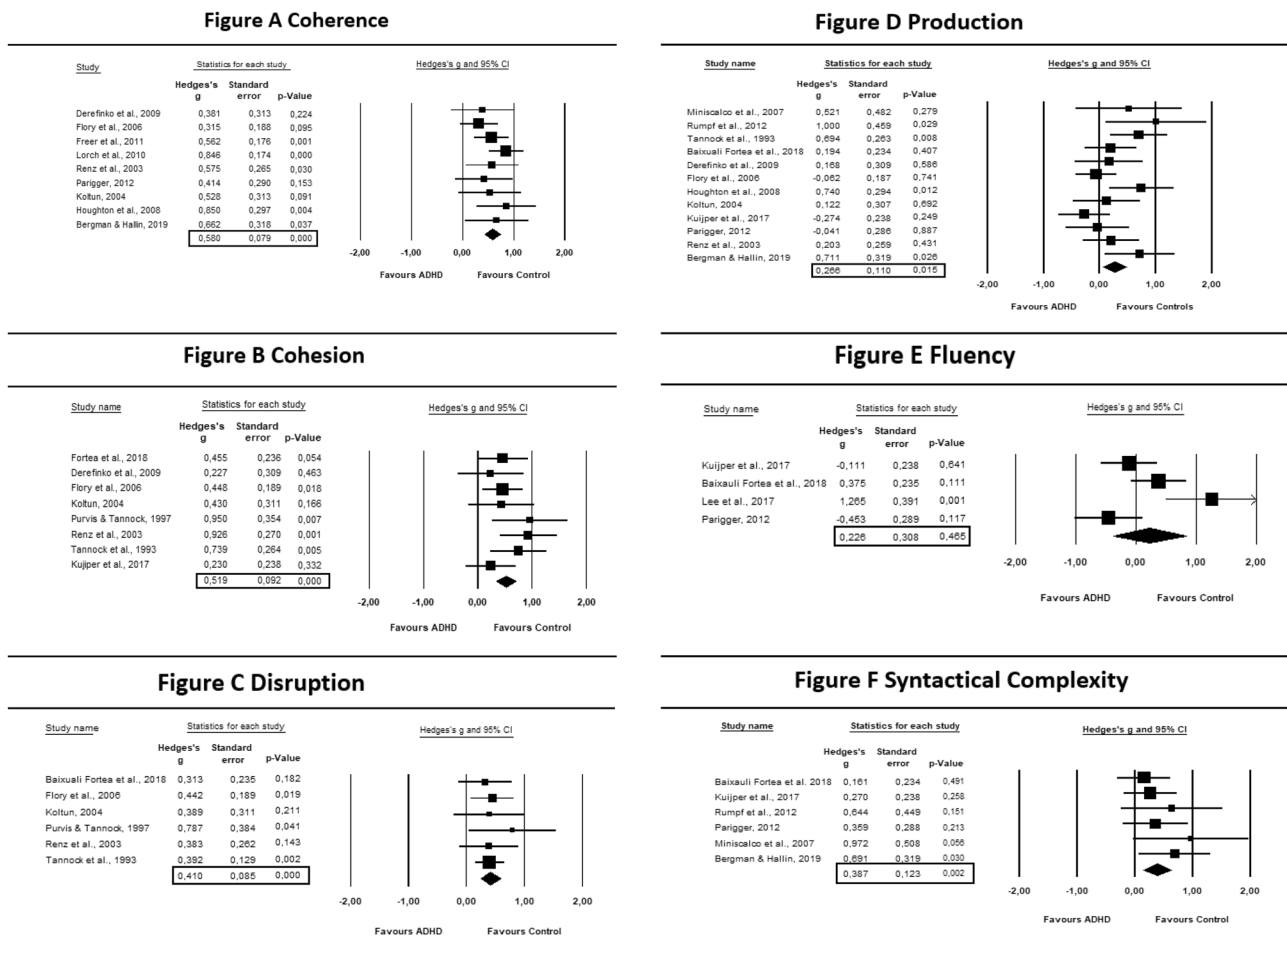 Figure A Coherence
Study Statistics for each study Hedges's g and 95% CI
Hedges's Standard
g error p-Value
Derefinko et al., 2009 0,381 0,313 0,224
Flory et al., 2006 0,315 0,188 0,095
Freer et al., 2011 0,562 0,176 0,001
Lorch et al., 2010 0,846 0,174 0,000
Renz et al., 2003 0,575 0,265 0,030
Parigger, 2012 0,414 0,290 0,153
Koltun, 2004 0,528 0,313 0,091
Houghton et al., 2008 0,850 0,297 0,004
Bergman & Hallin, 2019 0,662 0,318 0,037
0,580 0,079 0,000
-2,00 -1,00 0,00 1,00 2,00
Favours ADHD Favours Control
Figure B Cohesion
Study name Statistics for each study Hedges's g and 95% CI
Hedges's Standard
g error p-Value
Fortea et al., 2018 0,455 0,236 0,054
Derefinko et al., 2009 0,227 0,309 0,463
Flory et al., 2006 0,448 0,189 0,018
Koltun, 2004 0,430 0,311 0,166
Purvis & Tannock, 1997 0,950 0,354 0,007
Renz et al., 2003 0,926 0,270 0,001
Tannock et al., 1993 0,739 0,264 0,005
Kujiper et al., 2017 0,230 0,238 0,332
0,519 0,092 0,000
-2,00 -1,00 0,00 1,00 2,00
Favours ADHD Favours Control
Figure C Disruption
Study name Statistics for each study Hedges's g and 95% CI
Hedges's Standard
g error p-Value
Baixuali Fortea et al., 2018 0,313 0,235 0,182
Flory et al., 2006 0,442 0,189 0,019
Koltun, 2004 0,389 0,311 0,211
Purvis & Tannock, 1997 0,787 0,384 0,041
Renz et al., 2003 0,383 0,262 0,143
Tannock et al., 1993 0,392 0,129 0,002
0,410 0,085 0,000
-2,00 -1,00 0,00 1,00 2,00
Favours ADHD Favours Control
Figure D Production
Study name Statistics for each study Hedges's g and 95% CI
Hedges's Standard
g error p-Value
Miniscalco et al., 2007 0,521 0,482 0,279
Rumpf et al., 2012 1,000 0,459 0,029
Tannock et al., 1993 0,694 0,263 0,008
Baixuali Fortea et al., 2018 0,194 0,234 0,407
Derefinko et al., 2009 0,168 0,309 0,586
Flory et al., 2006 -0,062 0,187 0,741
Houghton et al., 2008 0,740 0,294 0,012
Koltun, 2004 0,122 0,307 0,692
Kuijper et al., 2017 -0,274 0,238 0,249
Parigger, 2012 -0,041 0,286 0,887
Renz et al., 2003 0,203 0,259 0,431
Bergman & Hallin, 2019 0,711 0,319 0,026
0,266 0,110 0,015
-2,00 -1,00 0,00 1,00 2,00
Favours ADHD Favours Controls
Figure E Fluency
Study name Statistics for each study Hedges's g and 95% CI
Hedges's Standard
g error p-Value
Kuijper et al., 2017 -0,111 0,238 0,641
Baixauli Fortea et al., 2018 0,375 0,235 0,111
Lee et al., 2017 1,265 0,391 0,001
Parigger, 2012 -0,453 0,289 0,117
0,226 0,308 0,465
-2,00 -1,00 0,00 1,00 2,00
Favours ADHD Favours Control
Figure F Syntactical Complexity
Study name Statistics for each study Hedges's g and 95% CI
Hedges's Standard
g error p-Value
Baixauli Fortea et al. 2018 0,161 0,234 0,491
Kuijper et al., 2017 0,270 0,238 0,258
Rumpf et al., 2012 0,644 0,449 0,151
Parigger, 2012 0,359 0,288 0,213
Miniscalco et al., 2007 0,972 0,508 0,056
Bergman & Hallin, 2019 0,691 0,319 0,030
0,387 0,123 0,002
-2,00 -1,00 0,00 1,00 2,00
Favours ADHD Favours Control